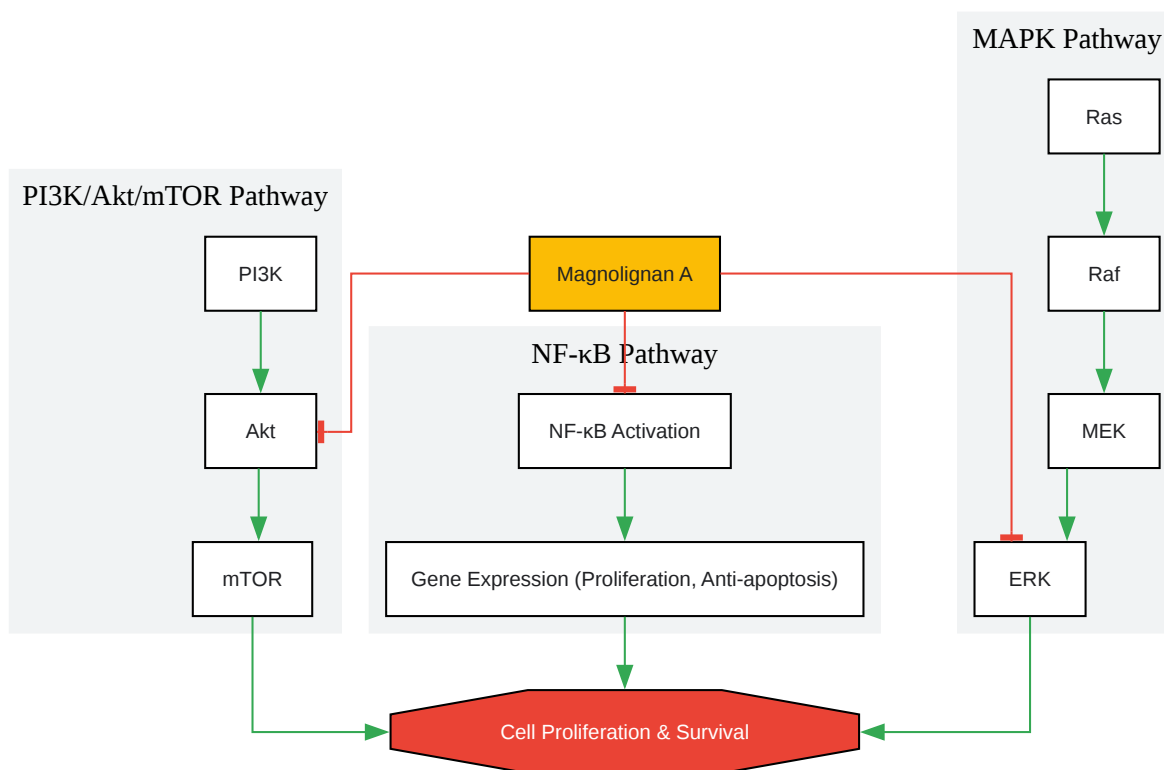 MAPK Pathway
Ras
PI3K/Akt/mTOR Pathway
PI3K
Magnolignan A
Raf
NF-κB Pathway
Akt
NF-κB Activation
MEK
mTOR
Gene Expression (Proliferation, Anti-apoptosis)
ERK
Cell Proliferation & Survival